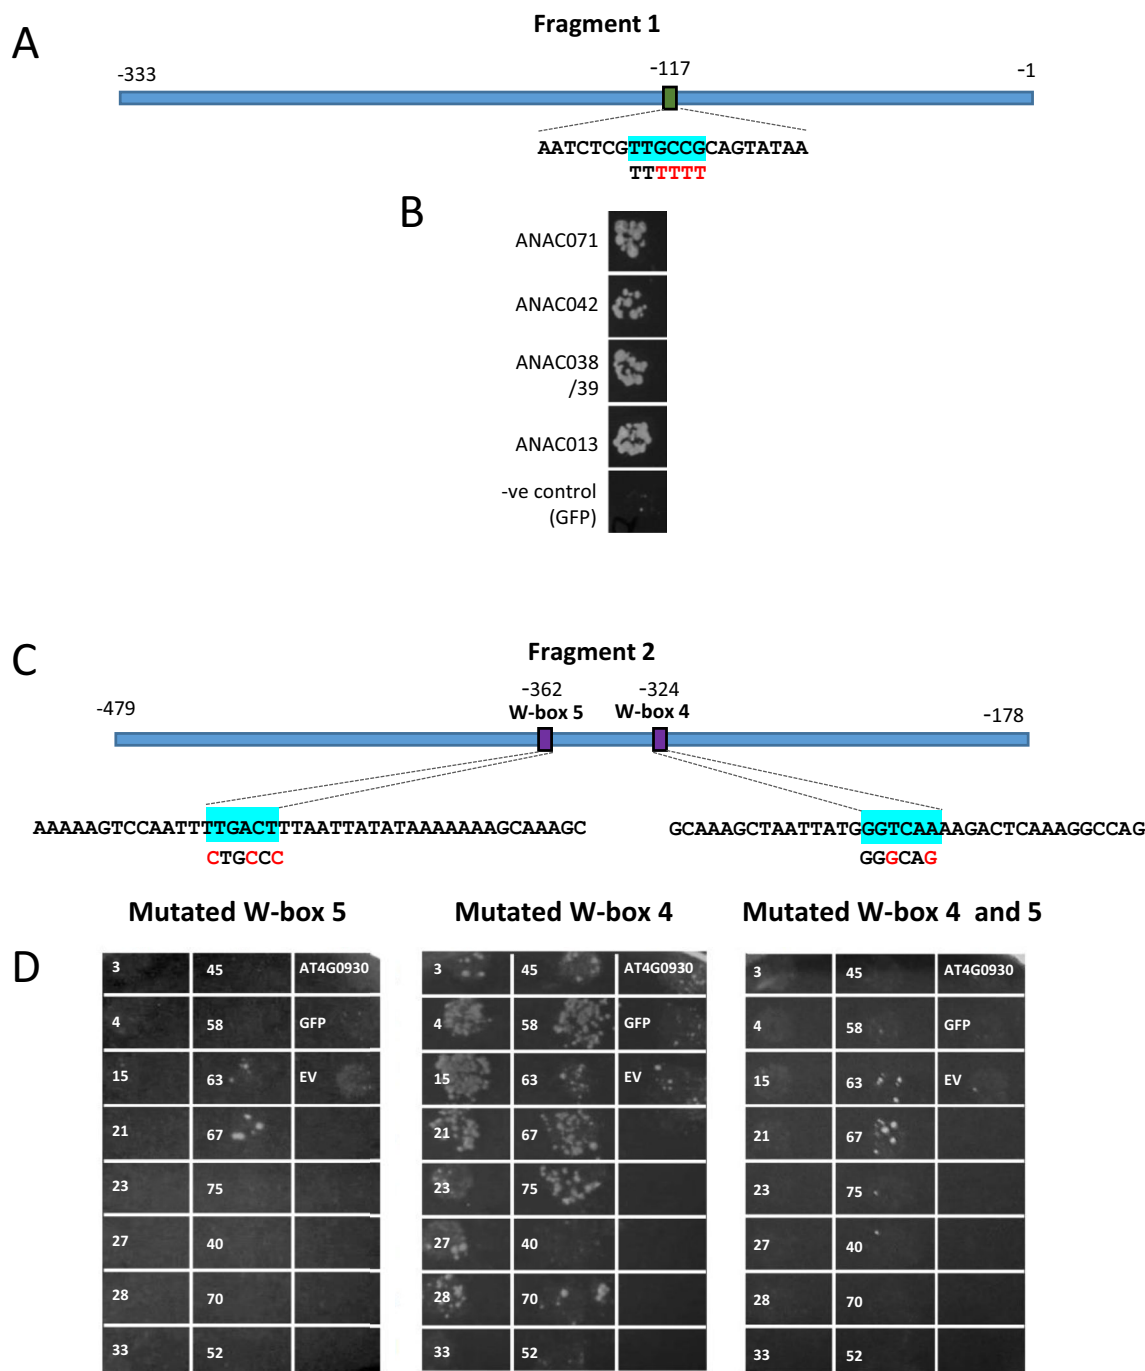 A
Fragment 1
-333
-117
-1
AATCTCGTTGCCGCAGTATAA
TTTTTT
B
ANAC071
ANAC042
ANAC038
/39
ANAC013
-ve control
(GFP)
C
Fragment 2
-479
-362
W-box 5
-324
W-box 4
-178
AAAAAGTCCAATTTTGACTTTAATTATATAAAAAAAGCAAAGC
CTGCCC
GCAAAGCTAATTATGGGTCAAAAGACTCAAAGGCCAG
GGGCAG
Mutated W-box 5
Mutated W-box 4
Mutated W-box 4 and 5
D
3
45
AT4G0930
4
58
GFP
15
63
EV
21
67
23
75
27
40
28
70
33
52
3
45
AT4G0930
4
58
GFP
15
63
EV
21
67
23
75
27
40
28
70
33
52
3
45
AT4G0930
4
58
GFP
15
63
EV
21
67
23
75
27
40
28
70
33
52